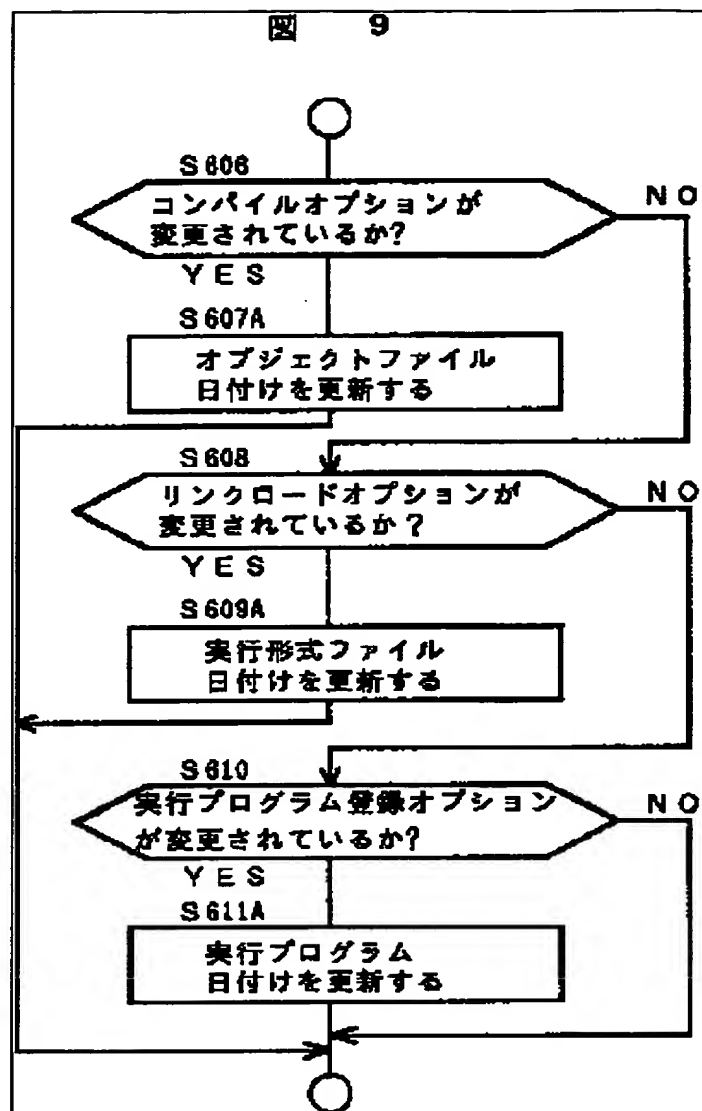 図 9
S606
コンパイルオプションが
変更されているか?
NO
YES
S607A
オブジェクトファイル
日付けを更新する
S608
リンクロードオプションが
変更されているか?
NO
YES
S609A
実行形式ファイル
日付けを更新する
S610
実行プログラム登録オプション
が変更されているか?
NO
YES
S611A
実行プログラム
日付けを更新する